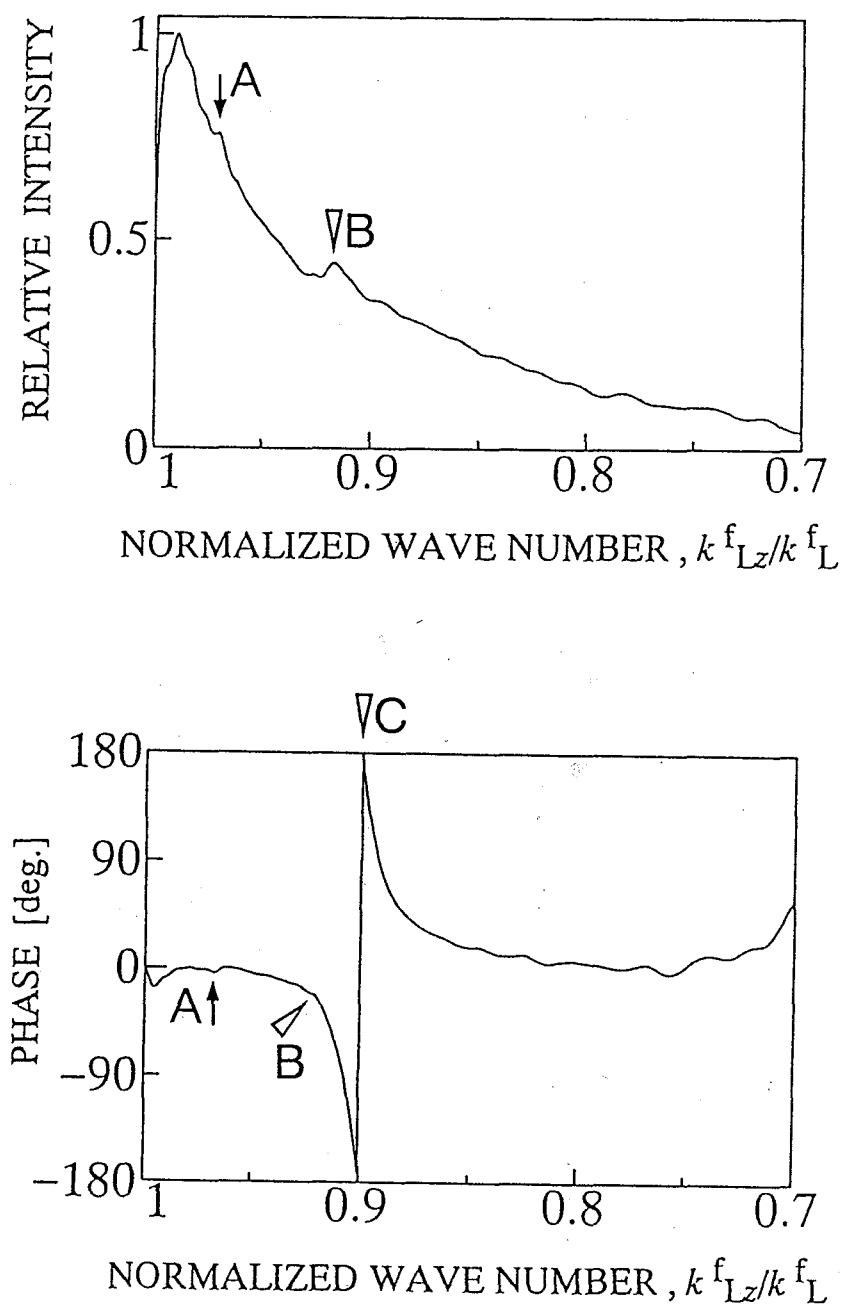 RELATIVE INTENSITY
1
0.5
0
A
B
1 0.9 0.8 0.7
NORMALIZED WAVE NUMBER , k f Lz/k f L
C
PHASE [deg.]
180
90
0
−90
−180
A
B
1 0.9 0.8 0.7
NORMALIZED WAVE NUMBER , k f Lz/k f L